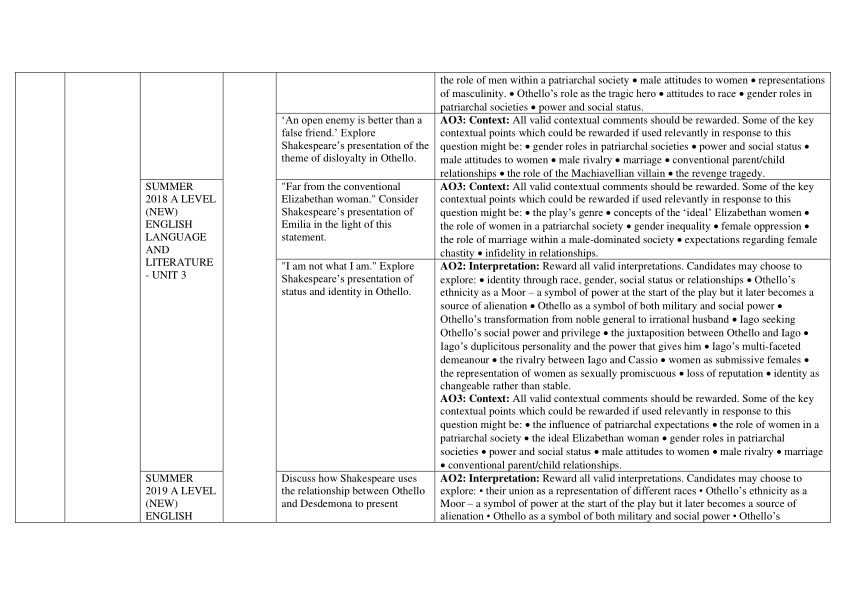 the role of men within a patriarchal society • male attitudes to women • representations
of masculinity. • Othello's role as the tragic hero • attitudes to race • gender roles in
patriarchal societies • power and social status.
'An open enemy is better than a
false friend.' Explore
Shakespeare's presentation of the
theme of disloyalty in Othello.
AO3: Context: All valid contextual comments should be rewarded. Some of the key
contextual points which could be rewarded if used relevantly in response to this
question might be: • gender roles in patriarchal societies • power and social status •
male attitudes to women • male rivalry • marriage • conventional parent/child
relationships • the role of the Machiavellian villain • the revenge tragedy.
SUMMER
2018 A LEVEL
(NEW)
ENGLISH
LANGUAGE
AND
LITERATURE
- UNIT 3
"Far from the conventional
Elizabethan woman." Consider
Shakespeare's presentation of
Emilia in the light of this
statement.
AO3: Context: All valid contextual comments should be rewarded. Some of the key
contextual points which could be rewarded if used relevantly in response to this
question might be: • the play's genre • concepts of the 'ideal' Elizabethan women •
the role of women in a patriarchal society • gender inequality • female oppression •
the role of marriage within a male-dominated society • expectations regarding female
chastity • infidelity in relationships.
"I am not what I am." Explore
Shakespeare's presentation of
status and identity in Othello.
AO2: Interpretation: Reward all valid interpretations. Candidates may choose to
explore: • identity through race, gender, social status or relationships • Othello's
ethnicity as a Moor – a symbol of power at the start of the play but it later becomes a
source of alienation • Othello as a symbol of both military and social power •
Othello's transformation from noble general to irrational husband • Iago seeking
Othello's social power and privilege • the juxtaposition between Othello and Iago •
Iago's duplicitous personality and the power that gives him • Iago's multi-faceted
demeanour • the rivalry between Iago and Cassio • women as submissive females •
the representation of women as sexually promiscuous • loss of reputation • identity as
changeable rather than stable.
AO3: Context: All valid contextual comments should be rewarded. Some of the key
contextual points which could be rewarded if used relevantly in response to this
question might be: • the influence of patriarchal expectations • the role of women in a
patriarchal society • the ideal Elizabethan woman • gender roles in patriarchal
societies • power and social status • male attitudes to women • male rivalry • marriage
• conventional parent/child relationships.
SUMMER
2019 A LEVEL
(NEW)
ENGLISH
Discuss how Shakespeare uses
the relationship between Othello
and Desdemona to present
AO2: Interpretation: Reward all valid interpretations. Candidates may choose to
explore: • their union as a representation of different races • Othello's ethnicity as a
Moor – a symbol of power at the start of the play but it later becomes a source of
alienation • Othello as a symbol of both military and social power • Othello's